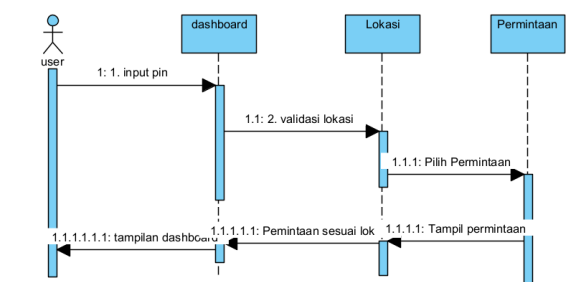 dashboard
Lokasi
Permintaan
user
1: 1. input pin
1.1: 2. validasi lokasi
1.1.1: Pilih Permintaan
1.1.1.1: Tampil permintaan
1.1.1.1.1: Pemintaan sesuai lok
1.1.1.1.1.1: tampilan dashboard